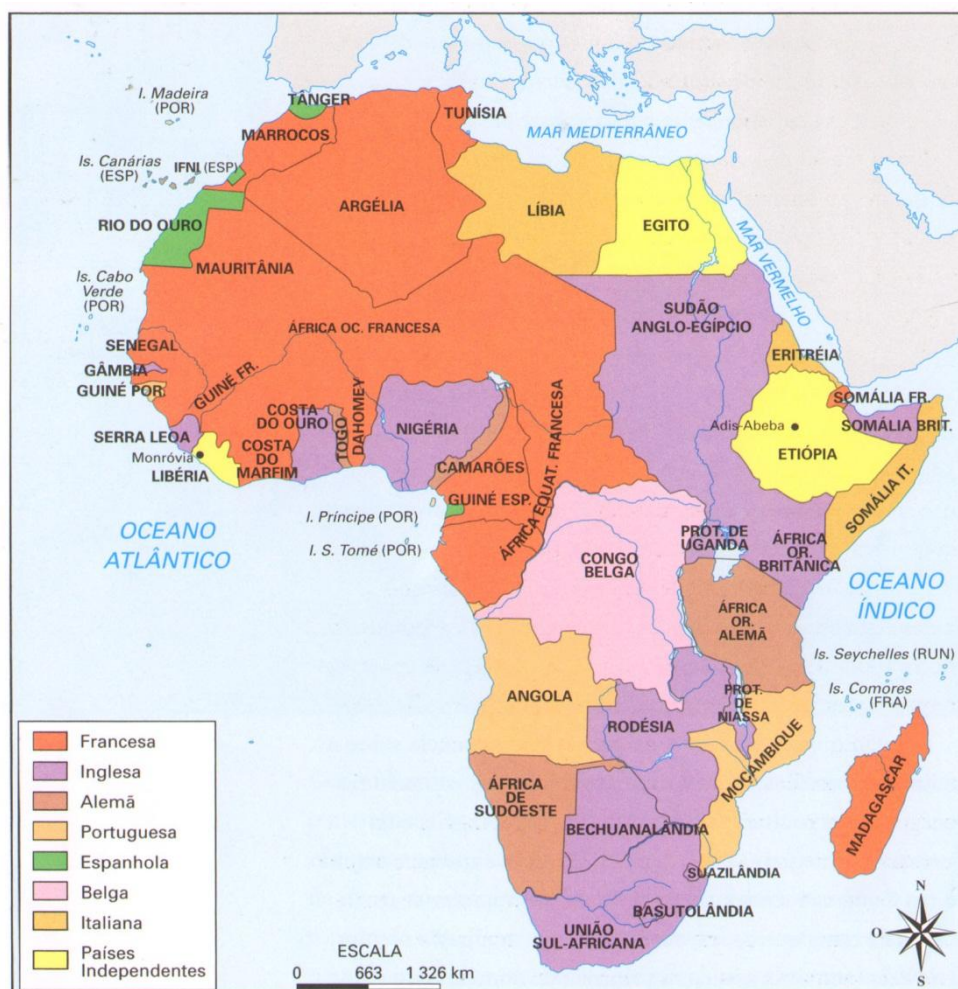 I. Madeira
(POR)
TÂNGER
MARROCOS
TUNÍSIA
MAR MEDITERRÂNEO
Is. Canárias
(ESP)
IFNI (ESP)
ARGÉLIA
LÍBIA
EGITO
RIO DO OURO
MAURITÂNIA
MAR VERMELHO
Is. Cabo
Verde
(POR)
ÁFRICA OC. FRANCESA
SUDÃO
ANGLO-EGÍPCIO
SENEGAL
GÂMBIA
GUINÉ POR.
GUINÉ FR.
ERITRÉIA
SOMÁLIA FR.
COSTA
DO OURO
TOGO
DAHOMEY
NIGÉRIA
SERRA LEOA
Monróvia
LIBÉRIA
COSTA
DO
MARFIM
CAMARÕES
ÁFRICA EQUAT. FRANCESA
Adis-Abeba
ETIÓPIA
SOMÁLIA BRIT.
SOMÁLIA IT.
GUINÉ ESP.
I. Príncipe (POR)
I. S. Tomé (POR)
OCEANO
ATLÂNTICO
CONGO
BELGA
PROT. DE
UGANDA
ÁFRICA
OR.
BRITÂNICA
OCEANO
ÍNDICO
ÁFRICA
OR.
ALEMÃ
Is. Seychelles (RUN)
Is. Comores
(FRA)
ANGOLA
RODÉSIA
PROT.
DE
NIASSA
MOÇAMBIQUE
MADAGASCAR
ÁFRICA
DE
SUDOESTE
BECHUANALÂNDIA
SUAZILÂNDIA
BASUTOLÂNDIA
UNIÃO
SUL-AFRICANA
Francesa
Inglesa
Alemã
Portuguesa
Espanhola
Belga
Italiana
Países
Independentes
ESCALA
0 663 1 326 km
N
O L
S